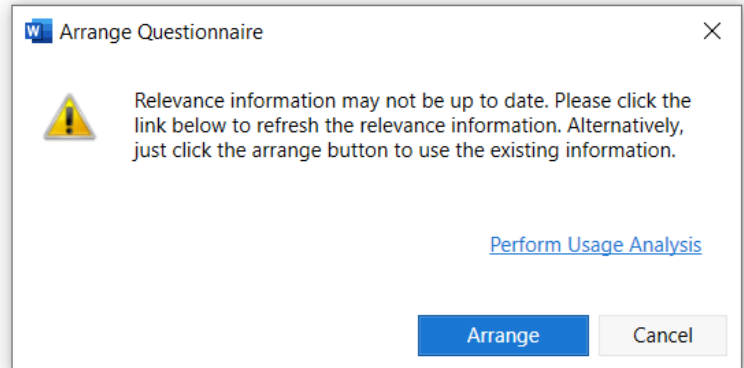 Arrange Questionnaire
Relevance information may not be up to date. Please click the
link below to refresh the relevance information. Alternatively,
just click the arrange button to use the existing information.
Perform Usage Analysis
Arrange Cancel